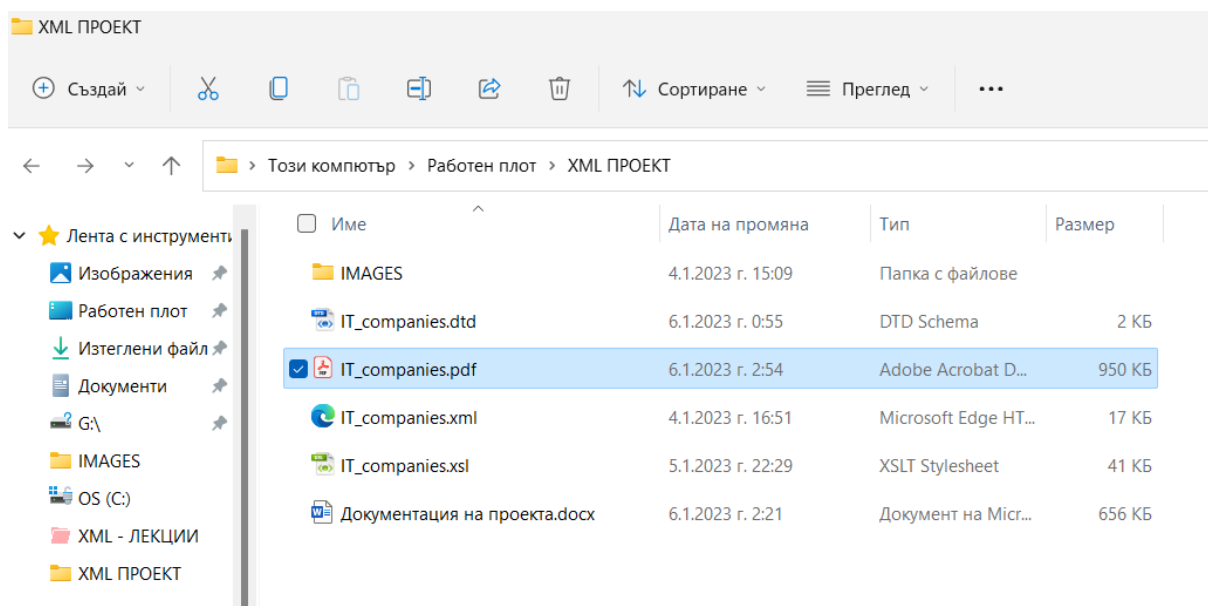 XML ПРОЕКТ
Създай Сортиране Преглед
Този компютър > Работен плот > XML ПРОЕКТ
Лента с инструменти
Изображения
Работен плот
Изтеглени файл
Документи
G:\
IMAGES
OS (C:)
XML - ЛЕКЦИИ
XML ПРОЕКТ
Име Дата на промяна Тип Размер
IMAGES 4.1.2023 г. 15:09 Папка с файлове
IT_companies.dtd 6.1.2023 г. 0:55 DTD Schema 2 КБ
IT_companies.pdf 6.1.2023 г. 2:54 Adobe Acrobat D... 950 КБ
IT_companies.xml 4.1.2023 г. 16:51 Microsoft Edge HT... 17 КБ
IT_companies.xsl 5.1.2023 г. 22:29 XSLT Stylesheet 41 КБ
Документация на проекта.docx 6.1.2023 г. 2:21 Документ на Micr... 656 КБ